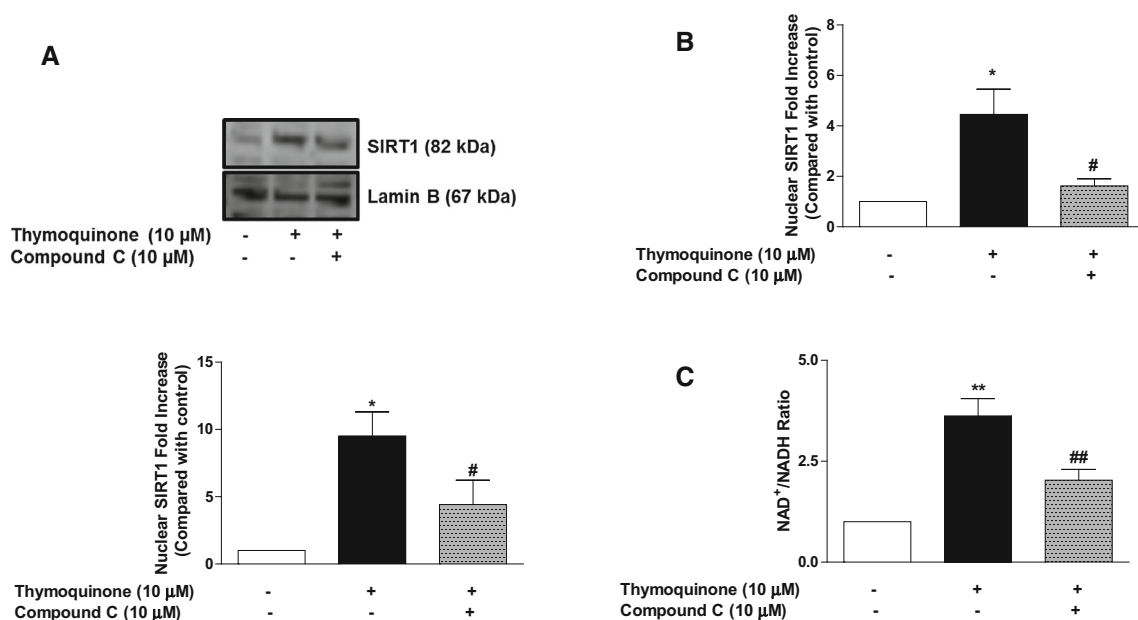 A
SIRT1 (82 kDa)
Lamin B (67 kDa)
Thymoquinone (10 μM) - + +
Compound C (10 μM) - - +
Nuclear SIRT1 Fold Increase
(Compared with control)
15
10
5
0
*
#
Thymoquinone (10 μM) - + +
Compound C (10 μM) - - +
B
Nuclear SIRT1 Fold Increase
(Compared with control)
8
6
4
2
0
*
#
Thymoquinone (10 μM) - + +
Compound C (10 μM) - - +
C
NAD⁺/NADH Ratio
5.0
2.5
0.0
**
##
Thymoquinone (10 μM) - + +
Compound C (10 μM) - - +